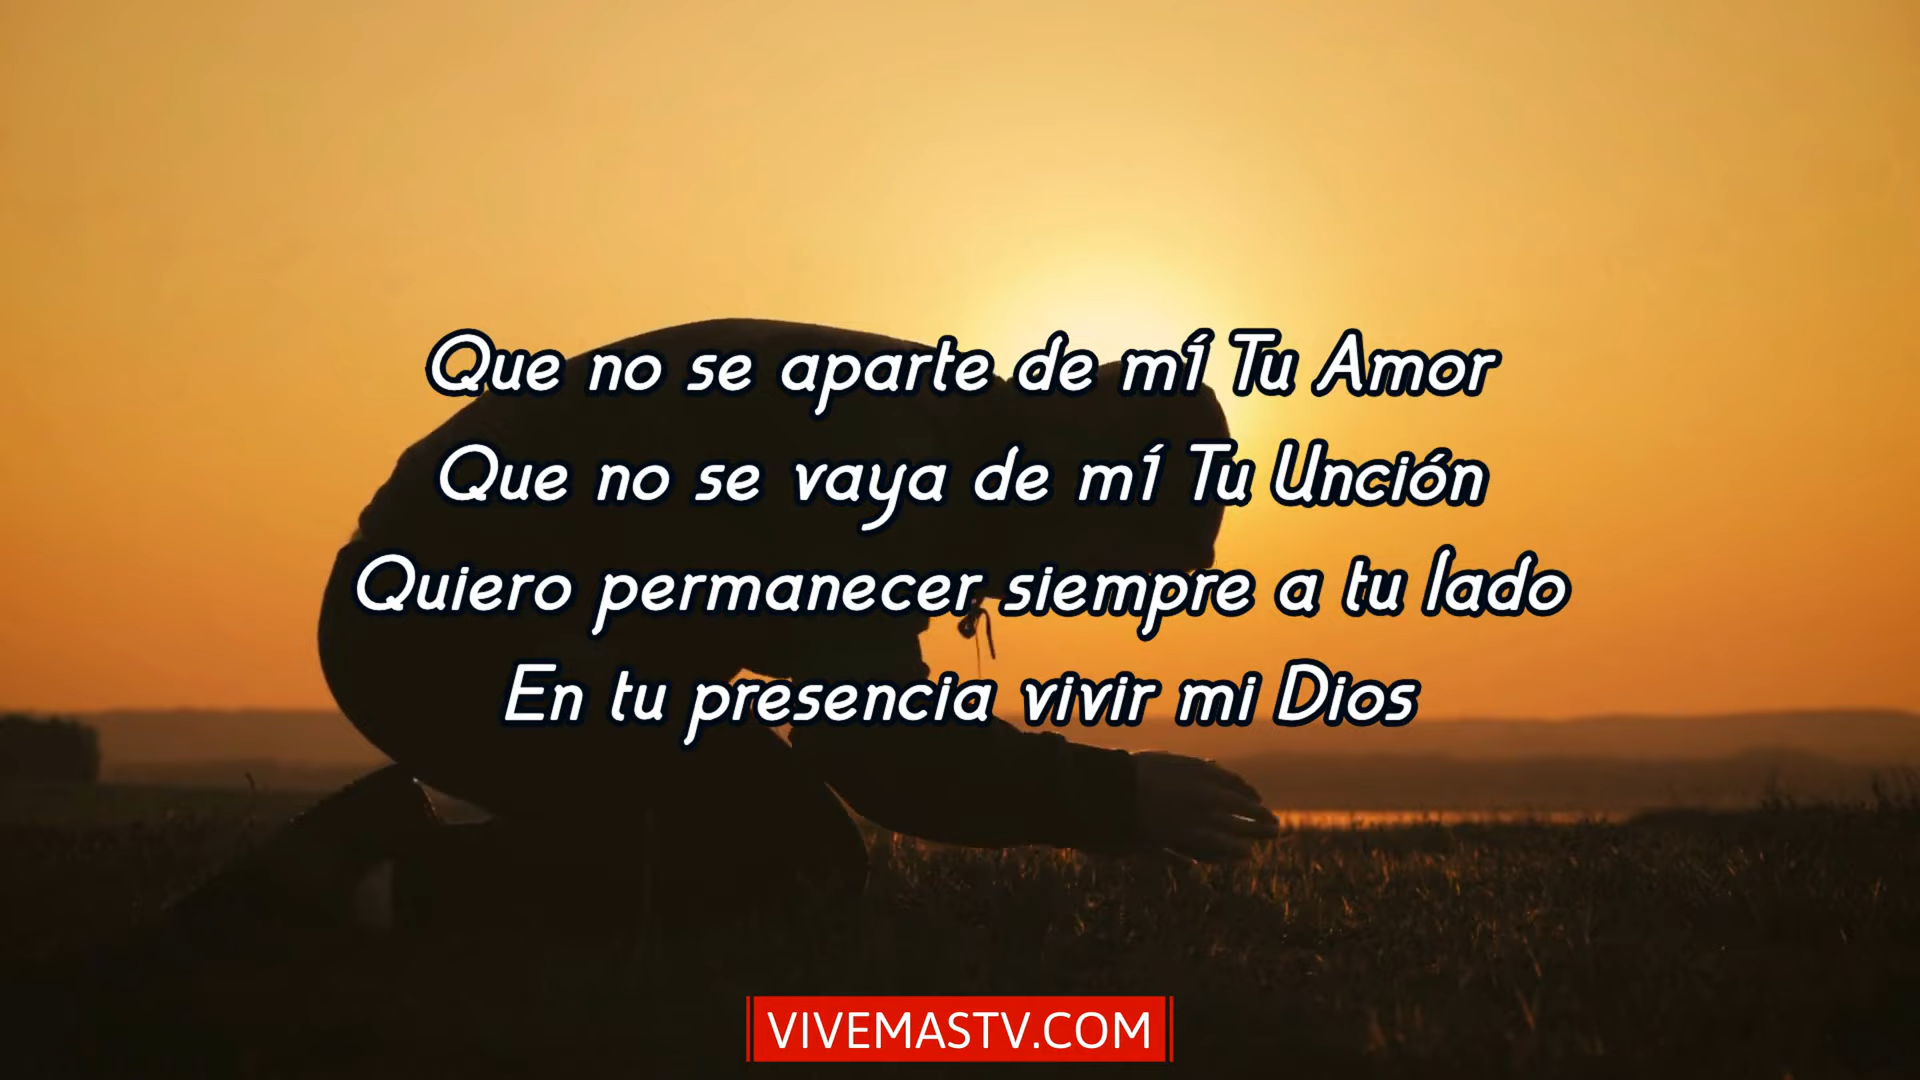 Que no se aparte de mí Tu Amor
Que no se vaya de mí Tu Unción
Quiero permanecer siempre a tu lado
En tu presencia vivir mi Dios
VIVEMASTV.COM